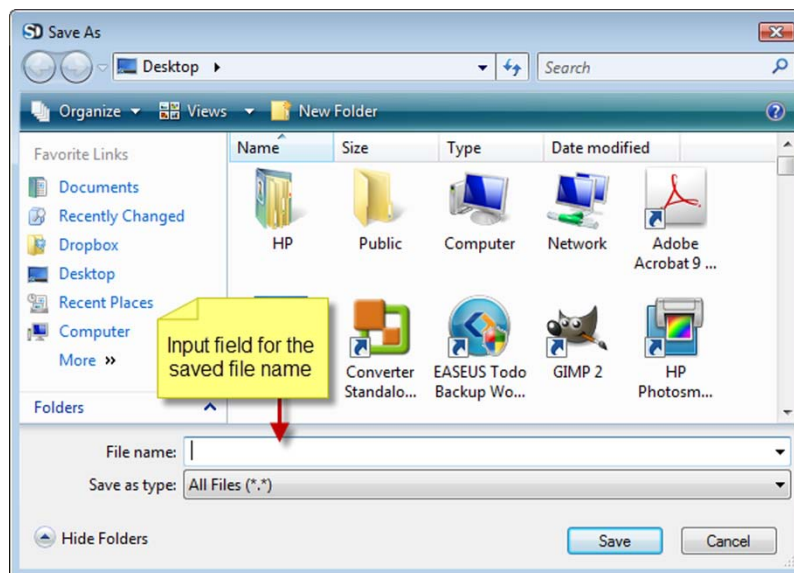 SD Save As
Desktop
Search
Organize Views New Folder
Favorite Links
Documents
Recently Changed
Dropbox
Desktop
Recent Places
Computer
More »
Folders
Name Size Type Date modified
HP Public Computer Network Adobe
Acrobat 9 ...
Converter EASEUS Todo GIMP 2 HP
Standalo... Backup Wo... Photosm...
Input field for the
saved file name
File name:
Save as type: All Files (*.*)
Hide Folders Save Cancel